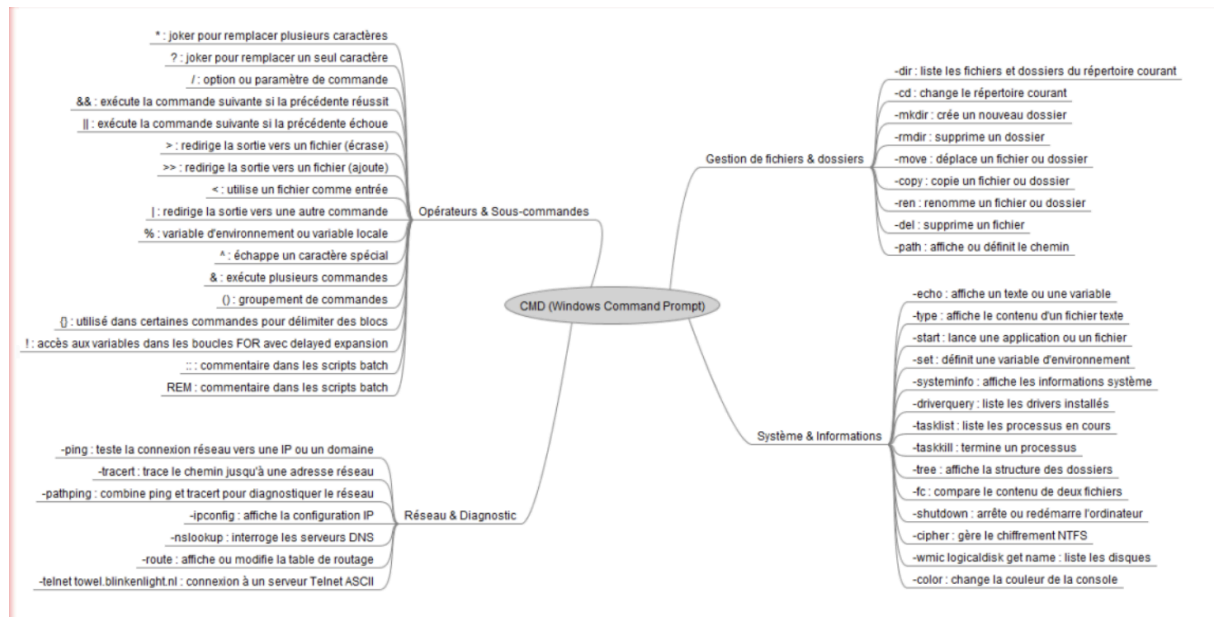 * : joker pour remplacer plusieurs caractères
? : joker pour remplacer un seul caractère
/ : option ou paramètre de commande
&& : exécute la commande suivante si la précédente réussit
|| : exécute la commande suivante si la précédente échoue
> : redirige la sortie vers un fichier (écrase)
>> : redirige la sortie vers un fichier (ajoute)
< : utilise un fichier comme entrée
| : redirige la sortie vers une autre commande
% : variable d'environnement ou variable locale
^ : échappe un caractère spécial
& : exécute plusieurs commandes
() : groupement de commandes
{} : utilisé dans certaines commandes pour délimiter des blocs
! : accès aux variables dans les boucles FOR avec delayed expansion
:: : commentaire dans les scripts batch
REM : commentaire dans les scripts batch
Opérateurs & Sous-commandes
-ping : teste la connexion réseau vers une IP ou un domaine
-tracert : trace le chemin jusqu'à une adresse réseau
-pathping : combine ping et tracert pour diagnostiquer le réseau
-ipconfig : affiche la configuration IP
-nslookup : interroge les serveurs DNS
-route : affiche ou modifie la table de routage
-telnet towel.blinkenlight.nl : connexion à un serveur Telnet ASCII
Réseau & Diagnostic
CMD (Windows Command Prompt)
Gestion de fichiers & dossiers
-dir : liste les fichiers et dossiers du répertoire courant
-cd : change le répertoire courant
-mkdir : crée un nouveau dossier
-rmdir : supprime un dossier
-move : déplace un fichier ou dossier
-copy : copie un fichier ou dossier
-ren : renomme un fichier ou dossier
-del : supprime un fichier
-path : affiche ou définit le chemin
Système & Informations
-echo : affiche un texte ou une variable
-type : affiche le contenu d'un fichier texte
-start : lance une application ou un fichier
-set : définit une variable d'environnement
-systeminfo : affiche les informations système
-driverquery : liste les drivers installés
-tasklist : liste les processus en cours
-taskkill : termine un processus
-tree : affiche la structure des dossiers
-fc : compare le contenu de deux fichiers
-shutdown : arrête ou redémarre l'ordinateur
-cipher : gère le chiffrement NTFS
-wmic logicaldisk get name : liste les disques
-color : change la couleur de la console